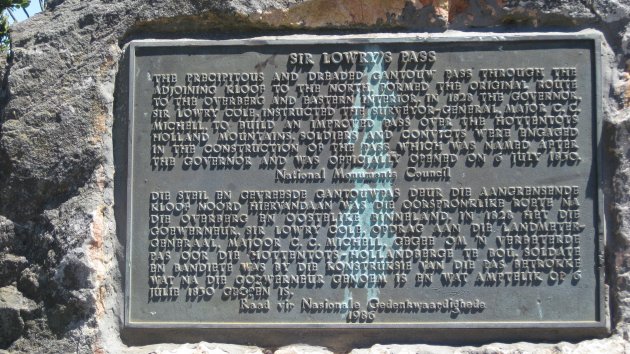 SIR LOWRY'S PASS
THE PRECIPITOUS AND DREADED GANTOUW PASS THROUGH THE
ADJOINING KLOOF TO THE NORTH FORMED THE ORIGINAL ROUTE
TO THE OVERBERG AND EASTERN INTERIOR. IN 1828 THE GOVERNOR,
SIR LOWRY COLE, INSTRUCTED THE SURVEYOR-GENERAL, MAJOR C.C.
MICHELL, TO BUILD AN IMPROVED PASS OVER THE HOTTENTOTS
HOLLAND MOUNTAINS. SOLDIERS AND CONVICTS WERE ENGAGED
IN THE CONSTRUCTION OF THE PASS WHICH WAS NAMED AFTER
THE GOVERNOR AND WAS OFFICIALLY OPENED ON 6 JULY 1830.
National Monuments Council
DIE STEIL EN GEVREESDE GANTOUWPAS DEUR DIE AANGRENSENDE
KLOOF NOORD HIERVANDAAN WAS DIE OORSPRONKLIKE ROETE NA
DIE OVERBERG EN OOSTELIKE BINNELAND. IN 1828 HET DIE
GOEWERNEUR, SIR LOWRY COLE, OPDRAG AAN DIE LANDMETER-
GENERAAL, MAJOOR C.C. MICHELL GEGEE OM 'N VERBETERDE
PAS OOR DIE HOTTENTOTS HOLLANDBERGE TE BOU. SOLDATE
EN BANDIETE WAS BY DIE KONSTRUKSIE VAN DIE PAS BETROKKE
WAT NA DIE GOEWERNEUR GENOEM IS EN WAT AMPTELIK OP 6
JULIE 1830 GEOPEN IS.
Raad vir Nasionale Gedenkwaardighede
1986